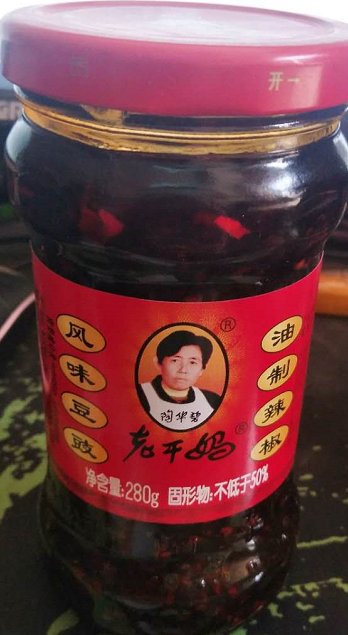 开→
®
风味豆豉
油制辣椒
陶华碧
老干妈®
净含量:280g 固形物:不低于50%